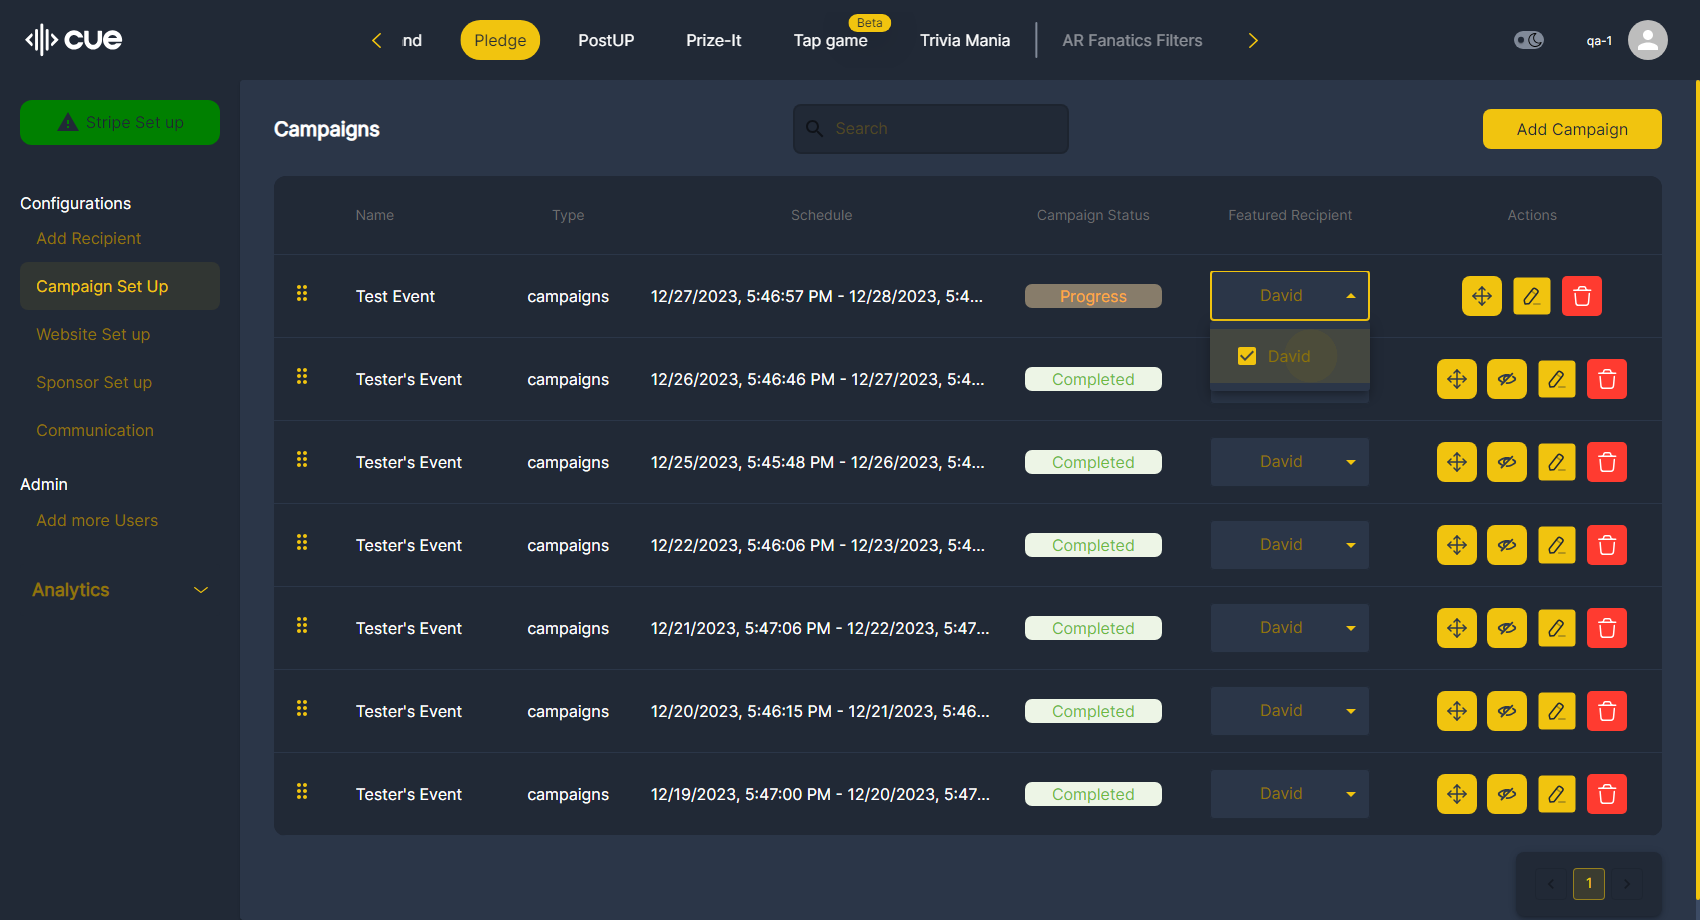 cue
nd
Pledge
PostUP
Prize-It
Beta
Tap game
Trivia Mania
AR Fanatics Filters
qa-1
Stripe Set up
Configurations
Add Recipient
Campaign Set Up
Website Set up
Sponsor Set up
Communication
Admin
Add more Users
Analytics
Campaigns
Search
Add Campaign
Name Type Schedule Campaign Status Featured Recipient Actions
Test Event campaigns 12/27/2023, 5:46:57 PM - 12/28/2023, 5:4... Progress David
David
Tester's Event campaigns 12/26/2023, 5:46:46 PM - 12/27/2023, 5:4... Completed
Tester's Event campaigns 12/25/2023, 5:45:48 PM - 12/26/2023, 5:4... Completed David
Tester's Event campaigns 12/22/2023, 5:46:06 PM - 12/23/2023, 5:4... Completed David
Tester's Event campaigns 12/21/2023, 5:47:06 PM - 12/22/2023, 5:47... Completed David
Tester's Event campaigns 12/20/2023, 5:46:15 PM - 12/21/2023, 5:46... Completed David
Tester's Event campaigns 12/19/2023, 5:47:00 PM - 12/20/2023, 5:47... Completed David
1